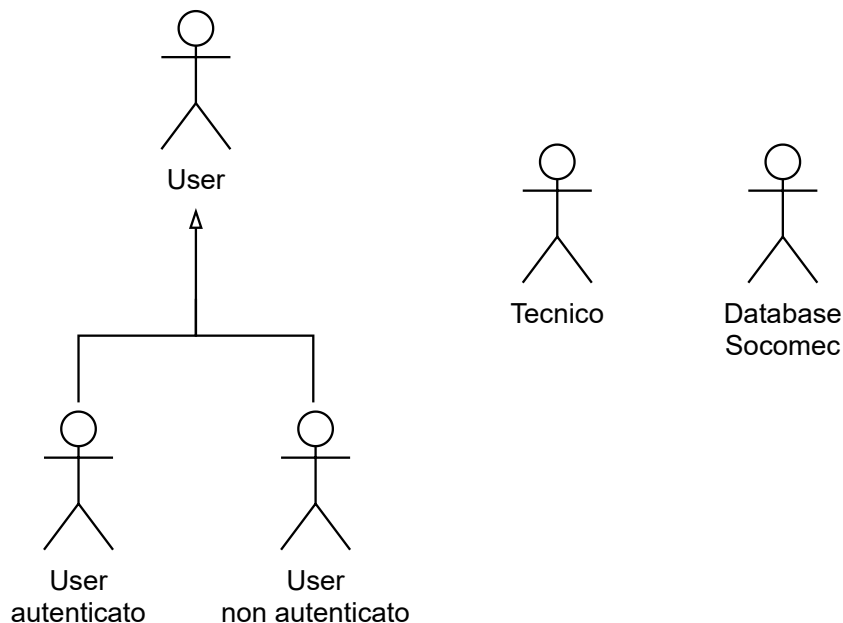 User
Tecnico
Database
Socomec
User
autenticato
User
non autenticato